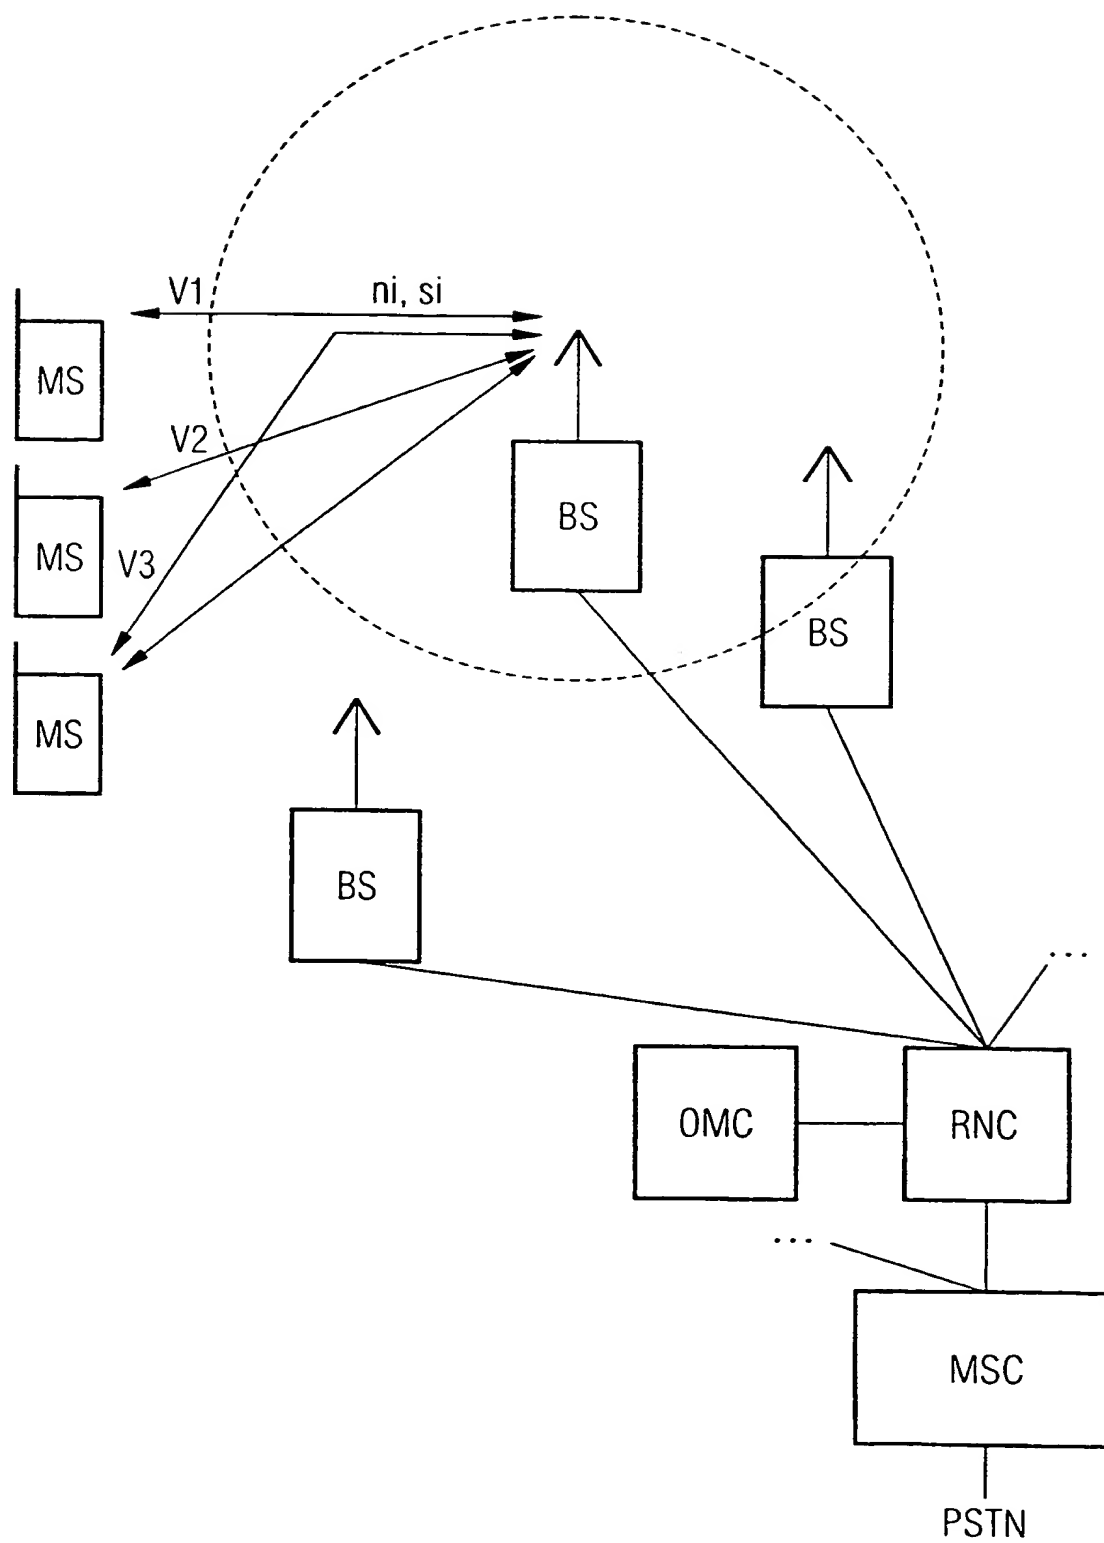 V1
ni, si
MS
V2
BS
MS
V3
BS
MS
BS
...
OMC
RNC
...
MSC
PSTN